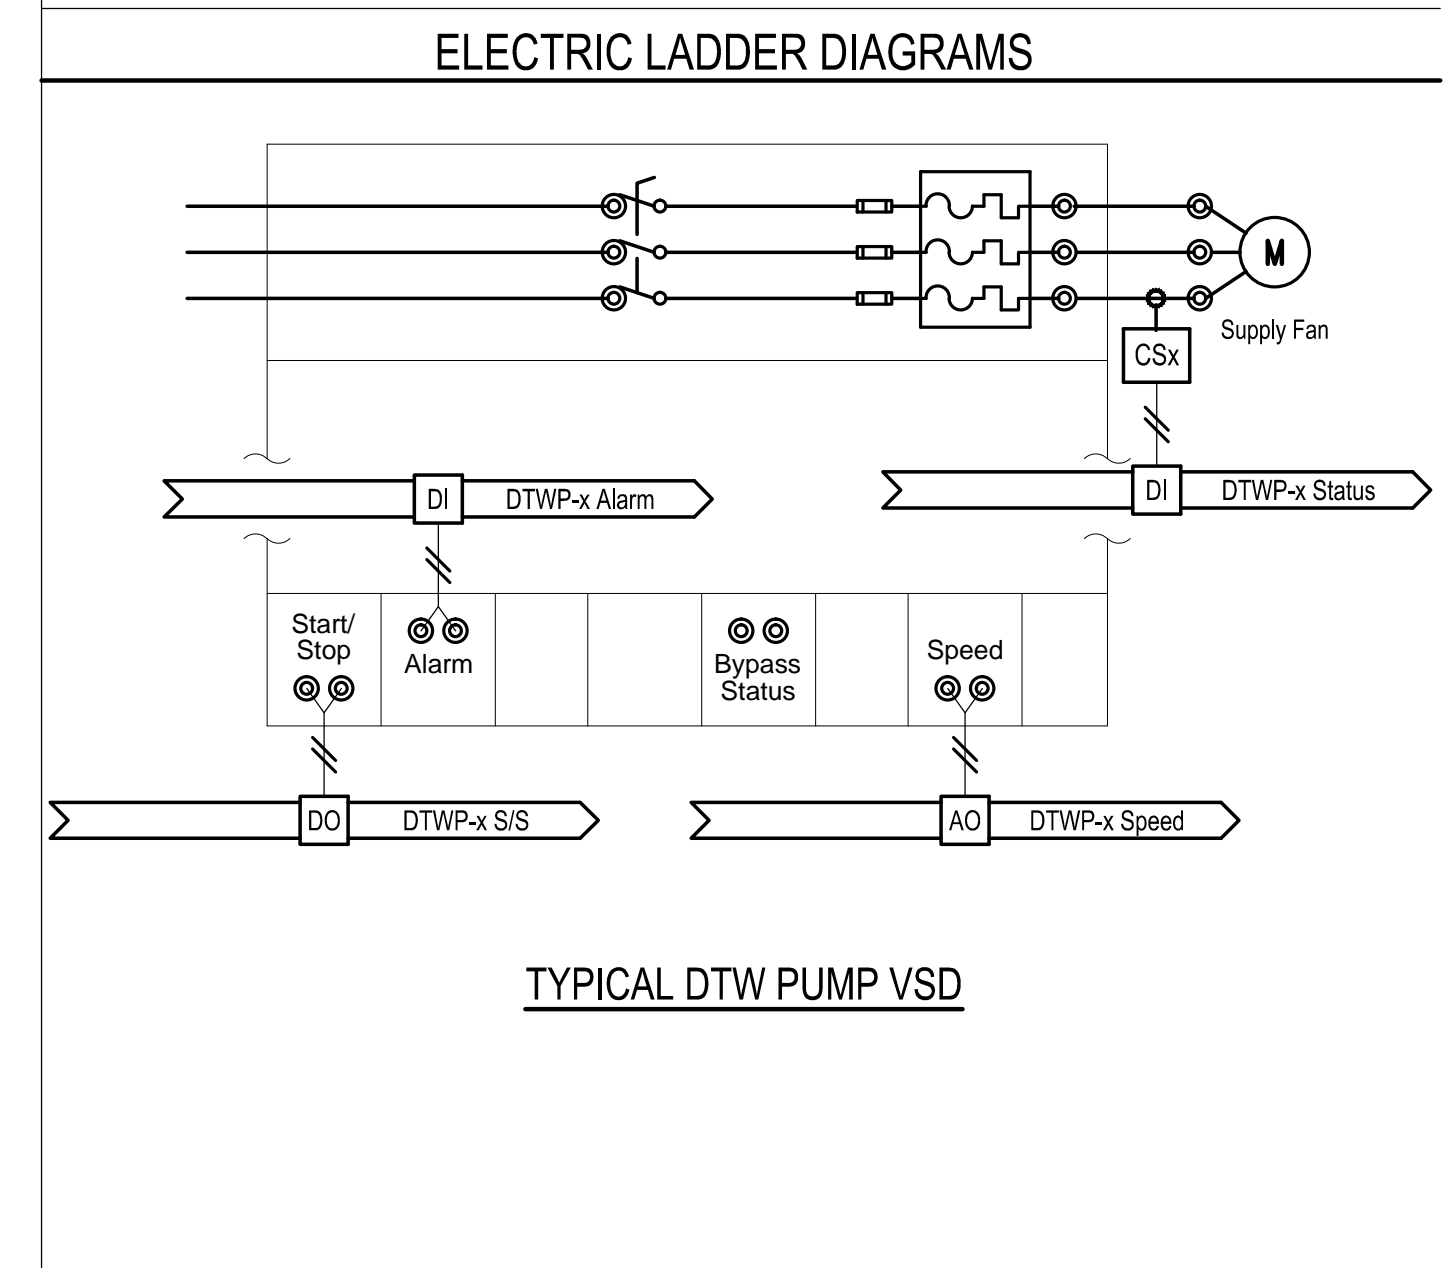 ELECTRIC LADDER DIAGRAMS
M
Supply Fan
CSx
DI
DTWP-x Status
DI
DTWP-x Alarm
Start/
Stop
Alarm
Bypass
Status
Speed
DO
DTWP-x S/S
AO
DTWP-x Speed
TYPICAL DTW PUMP VSD